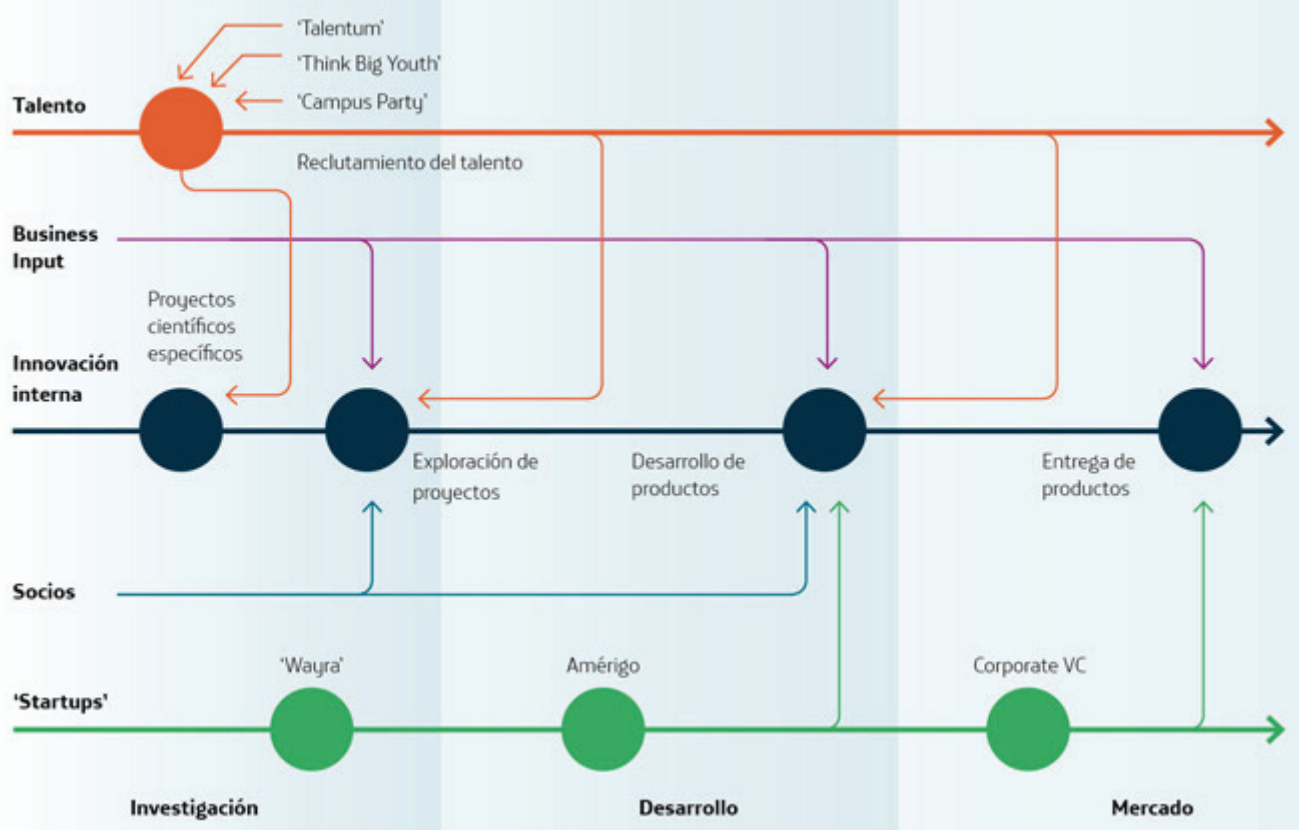 ‘Talentum’
‘Think Big Youth’
‘Campus Party’
Talento
Reclutamiento del talento
Business
Input
Proyectos
científicos
específicos
Innovación
interna
Exploración de
proyectos
Desarrollo de
productos
Entrega de
productos
Socios
‘Wayra’
Amérigo
Corporate VC
‘Startups’
Investigación
Desarrollo
Mercado